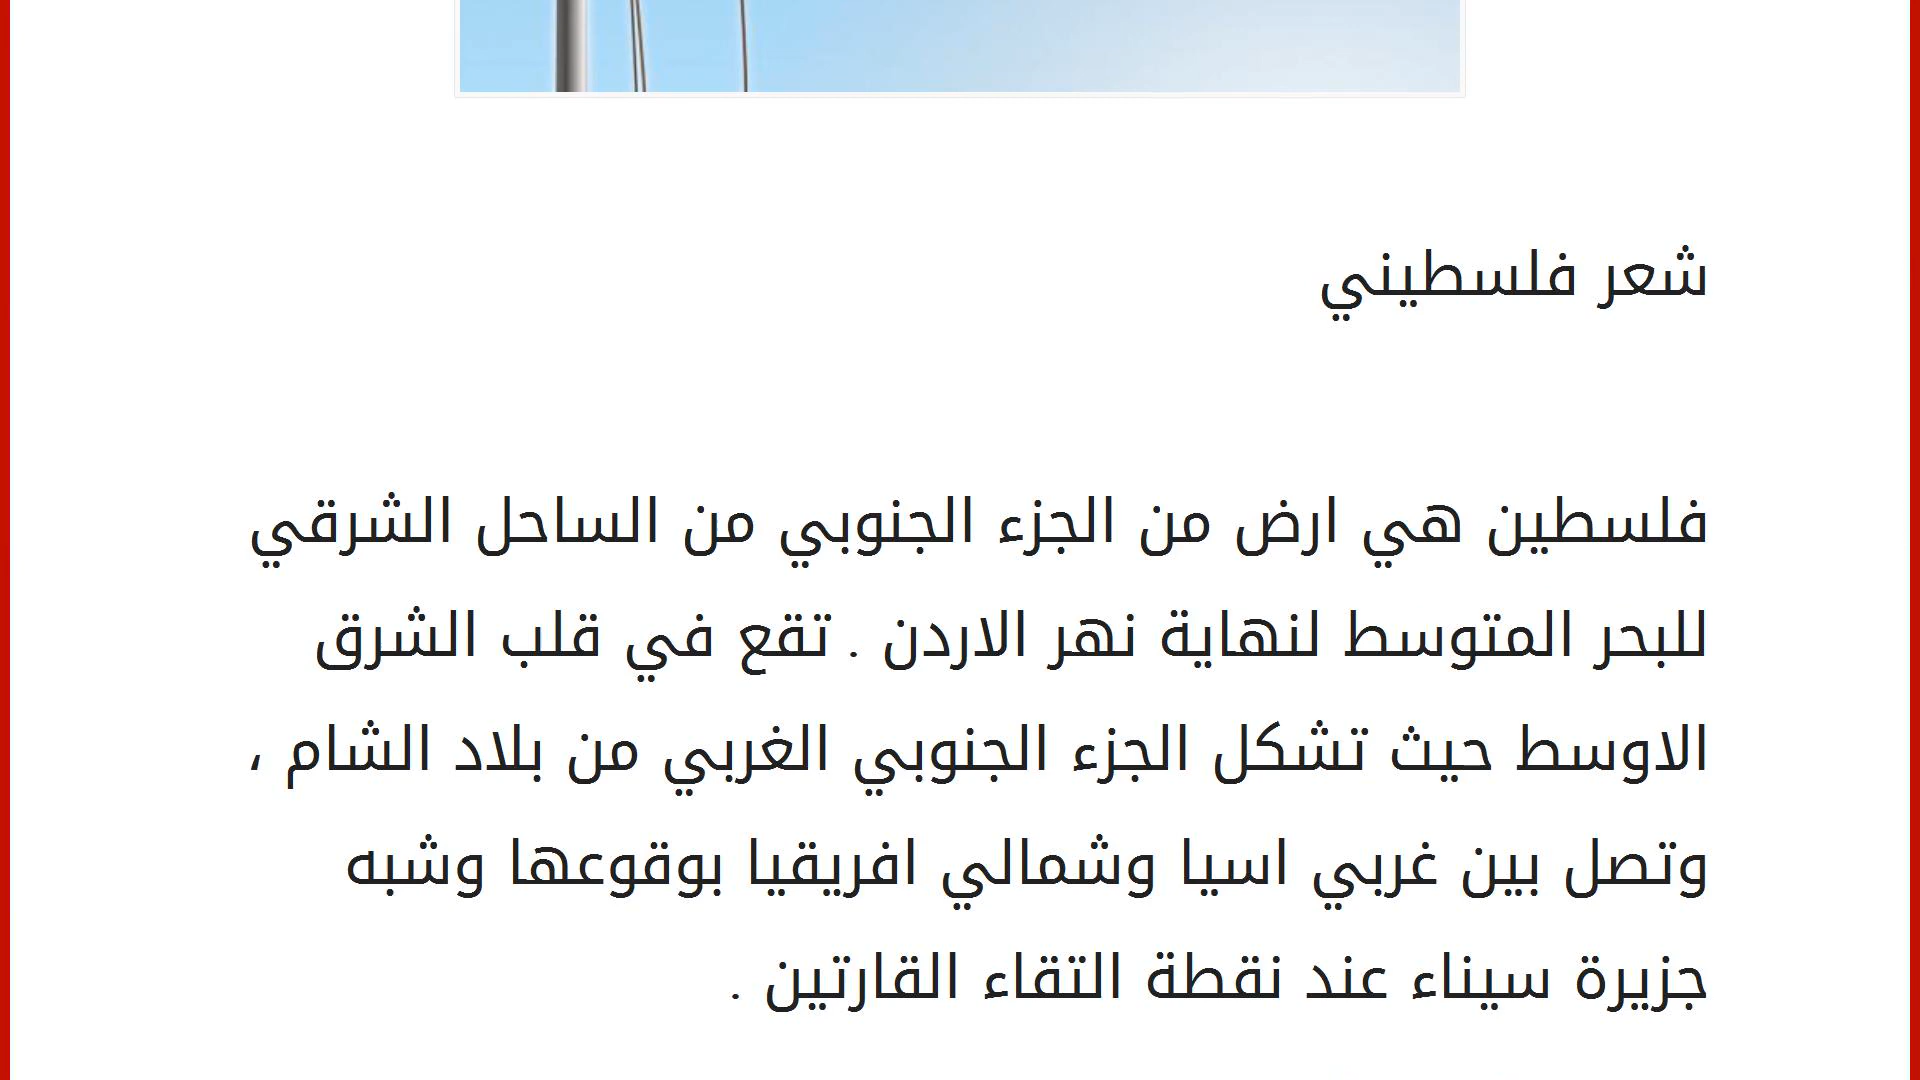 شعر فلسطيني
فلسطين هي ارض من الجزء الجنوبي من الساحل الشرقي
للبحر المتوسط لنهاية نهر الاردن . تقع في قلب الشرق
الاوسط حيث تشكل الجزء الجنوبي الغربي من بلاد الشام ،
وتصل بين غربي اسيا وشمالي افريقيا بوقوعها وشبه
جزيرة سيناء عند نقطة التقاء القارتين .